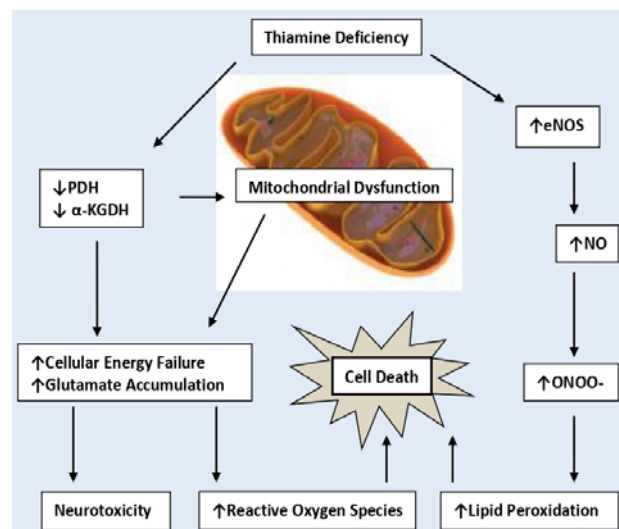 Thiamine Deficiency
↑eNOS
↓PDH
↓ α-KGDH
Mitochondrial Dysfunction
↑NO
↑Cellular Energy Failure
↑Glutamate Accumulation
Cell Death
↑ONOO-
Neurotoxicity
↑Reactive Oxygen Species
↑Lipid Peroxidation